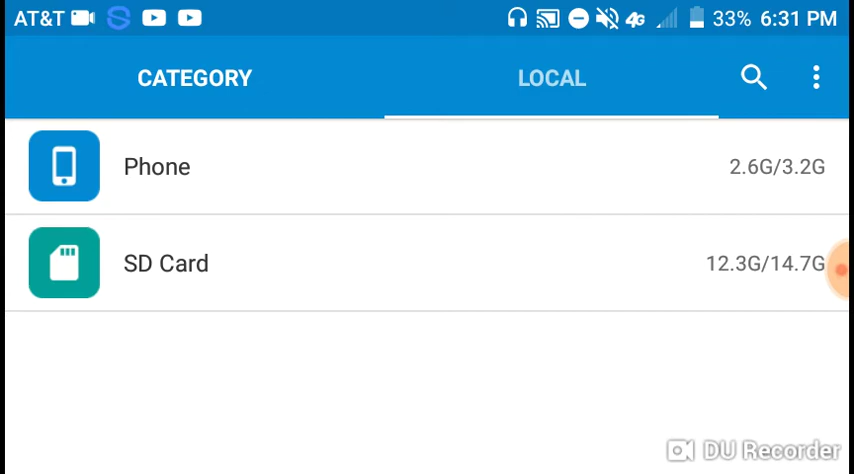 AT&T 4G 33% 6:31 PM
CATEGORY LOCAL
Phone 2.6G/3.2G
SD Card 12.3G/14.7G
DU Recorder